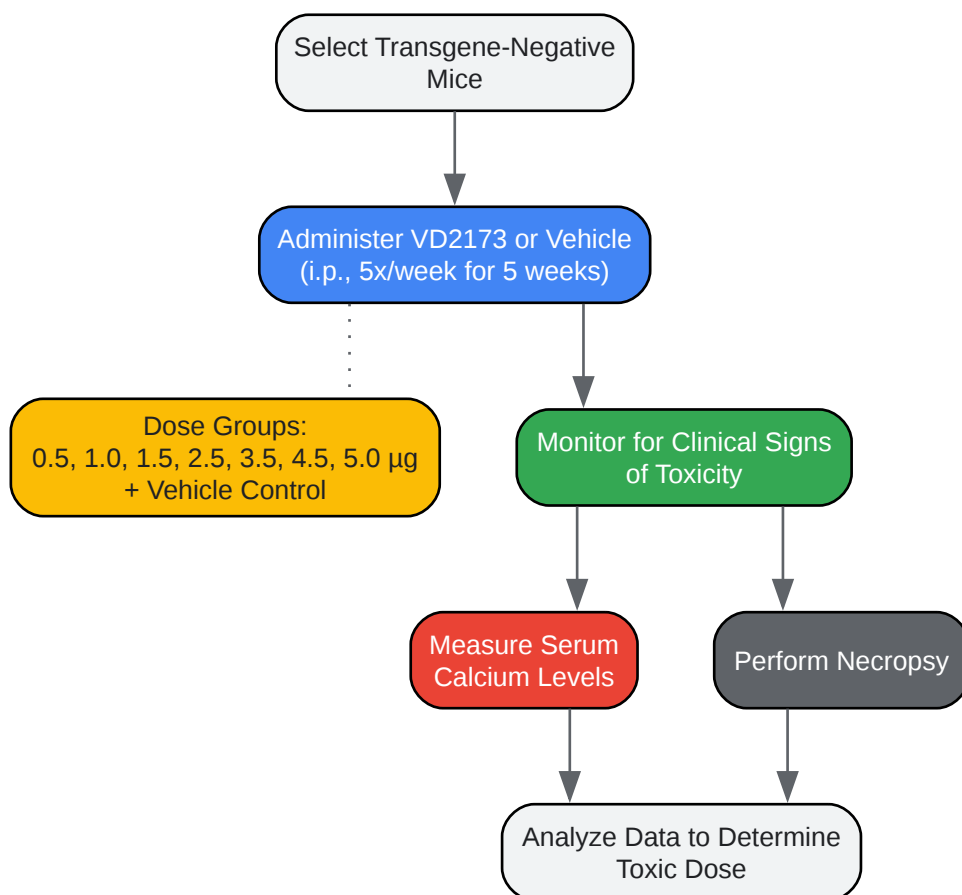 Select Transgene-Negative
Mice
Administer VD2173 or Vehicle
(i.p., 5x/week for 5 weeks)
Dose Groups:
0.5, 1.0, 1.5, 2.5, 3.5, 4.5, 5.0 µg
+ Vehicle Control
Monitor for Clinical Signs
of Toxicity
Measure Serum
Calcium Levels
Perform Necropsy
Analyze Data to Determine
Toxic Dose